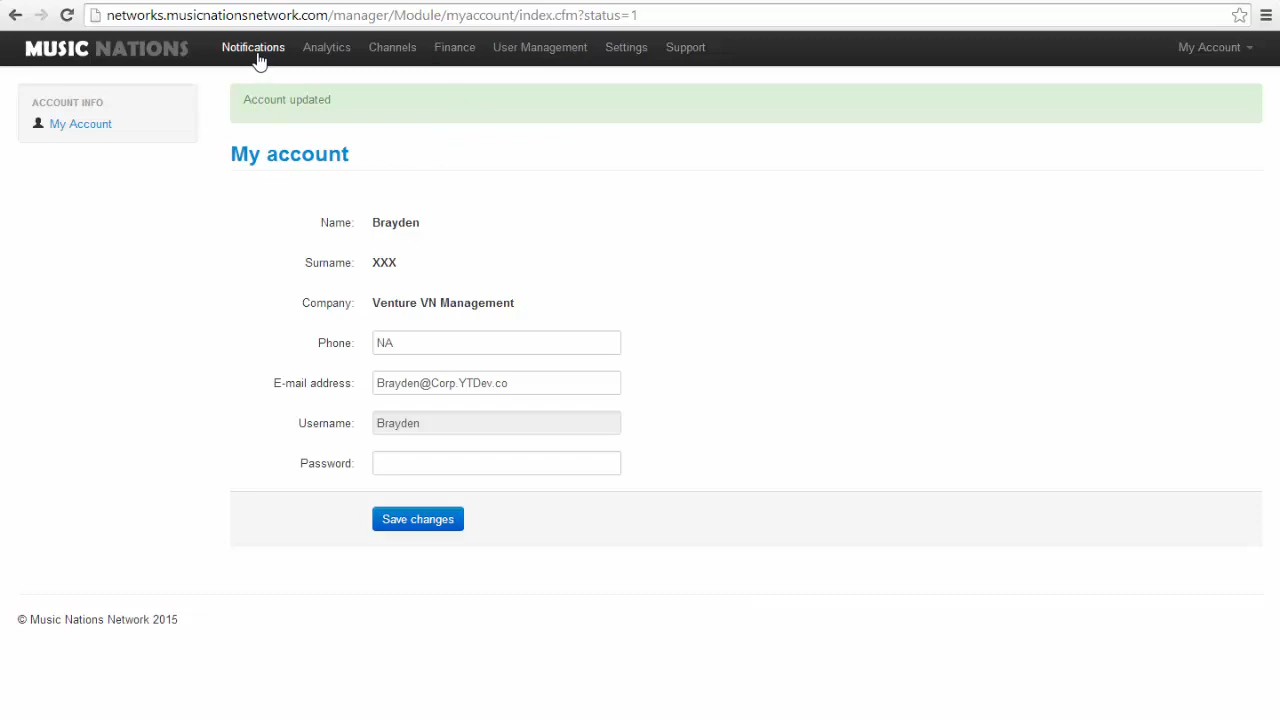 networks.musicnationsnetwork.com/manager/Module/myaccount/index.cfm?status=1
MUSIC NATIONS Notifications Analytics Channels Finance User Management Settings Support My Account
ACCOUNT INFO
My Account
Account updated
My account
Name: Brayden
Surname: XXX
Company: Venture VN Management
Phone: NA
E-mail address: Brayden@Corp.YTDev.co
Username: Brayden
Password:
Save changes
© Music Nations Network 2015